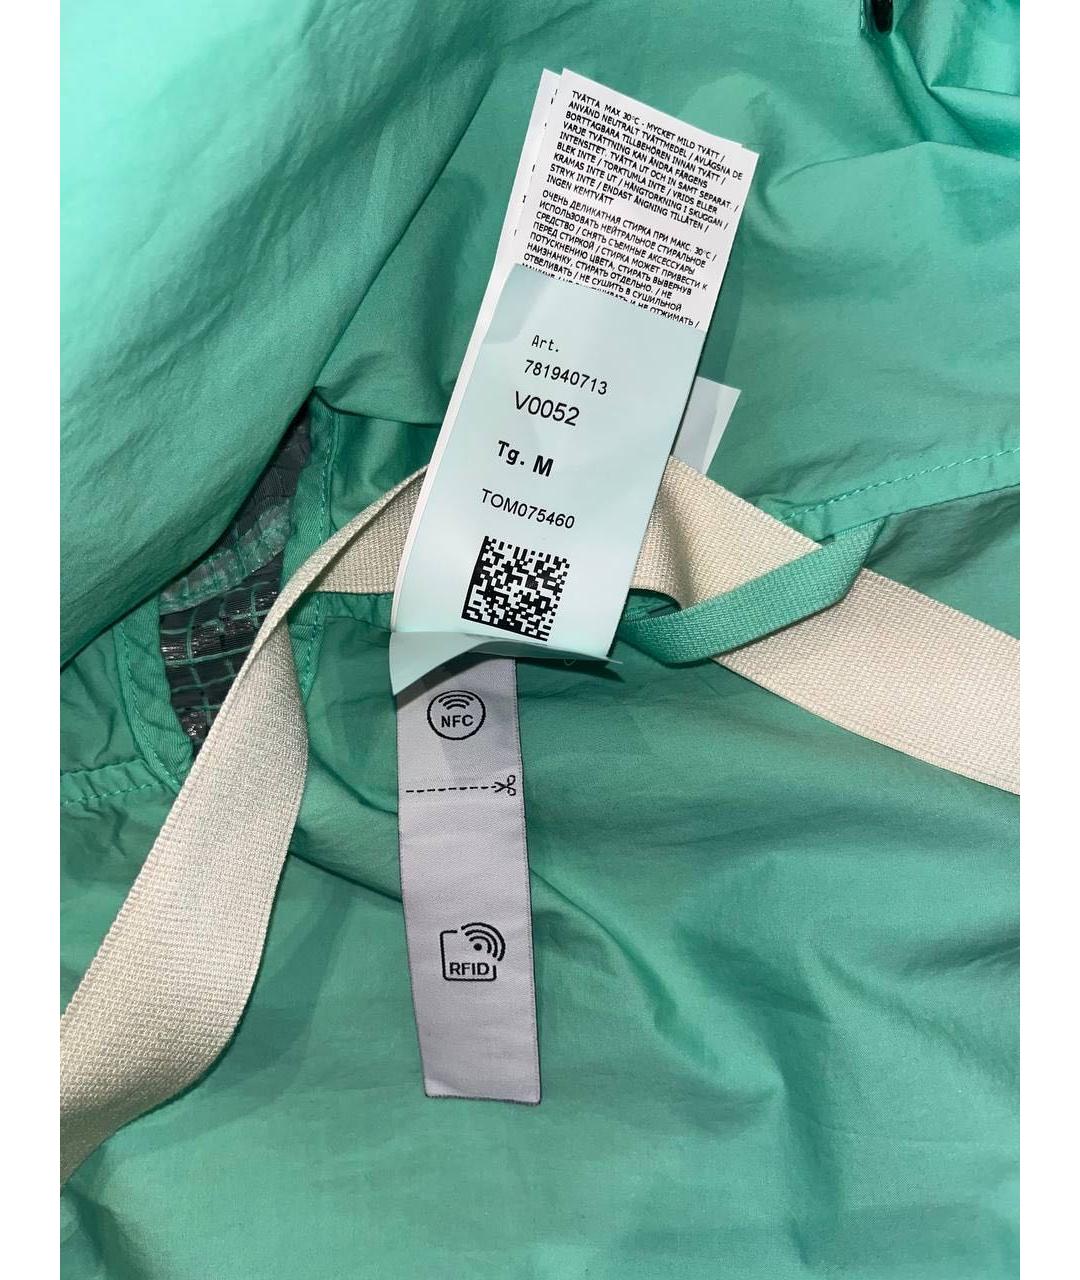 TVÄTTA MAX 30°C - MYCKET MILD TVÄTT /
ANVÄND NEUTRALT TVÄTTMEDEL / AVLÄGSNA DE
BORTTAGBARA TILLBEHÖREN INNAN TVÄTT /
VARJE TVÄTTNING KAN ÄNDRA FÄRGENS
INTENSITET. TVÄTTA UT OCH IN SAMT SEPARAT. /
BLEK INTE / TORKTUMLA INTE / VRIDS ELLER
KRAMAS INTE UT / HÄNGTORKNING I SKUGGAN /
STRYK INTE / ENDAST ÅNGNING TILLÅTEN /
INGEN KEMTVÄTT
ОЧЕНЬ ДЕЛИКАТНАЯ СТИРКА ПРИ МАКС. 30°C /
ИСПОЛЬЗОВАТЬ НЕЙТРАЛЬНОЕ СТИРАЛЬНОЕ
СРЕДСТВО / СНЯТЬ СЪЕМНЫЕ АКСЕССУАРЫ
ПЕРЕД СТИРКОЙ / СТИРКА МОЖЕТ ПРИВЕСТИ К
ПОТУСКНЕНИЮ ЦВЕТА. СТИРАТЬ ВЫВЕРНУВ
НАИЗНАНКУ, СТИРАТЬ ОТДЕЛЬНО. / НЕ
ОТБЕЛИВАТЬ / НЕ СУШИТЬ В СУШИЛЬНОЙ
И НЕ ОТЖИМАТЬ /
Art.
781940713
V0052
Tg. M
TOM075460
NFC
RFID